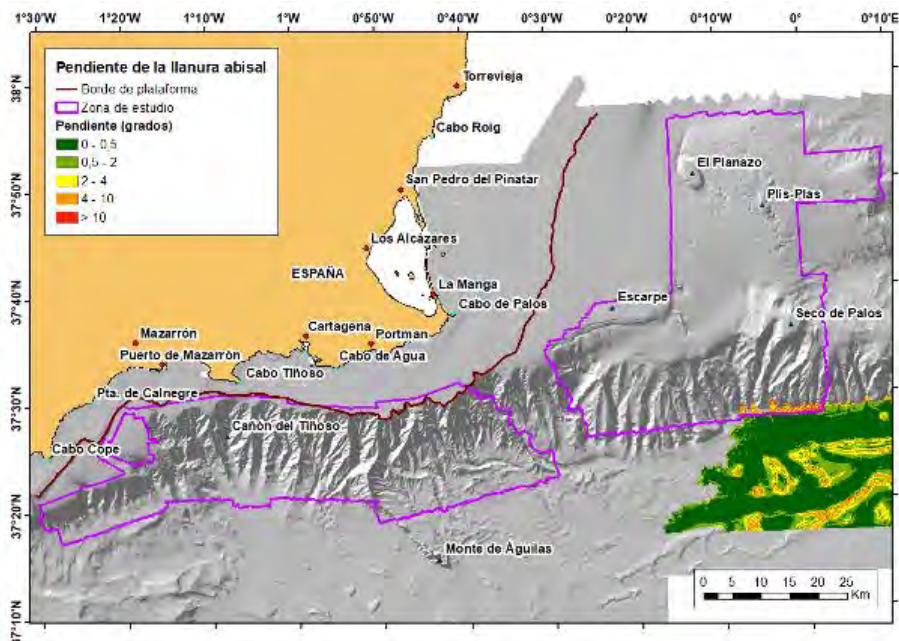 1°30'O 1°20'O 1°10'O 1°0'O 0°50'O 0°40'O 0°30'O 0°20'O 0°10'O 0° 0°10'E
Pendiente de la llanura abisal
Borde de plataforma
Zona de estudio
Pendiente (grados)
0 - 0,5
0,5 - 2
2 - 4
4 - 10
> 10
38°N
37°50'N
37°40'N
37°30'N
37°20'N
37°10'N
Torrevieja
Cabo Roig
El Planazo
San Pedro del Pinatar
Plis-Plas
Los Alcázares
ESPAÑA
La Manga
Escarpe
Cabo de Palos
Seco de Palos
Mazarrón
Cartagena
Portman
Puerto de Mazarrón
Cabo de Agua
Cabo Tiñoso
Pta. de Calnegre
Cañón del Tiñoso
Cabo Cope
Monte de Águilas
0 5 10 15 20 25
Km